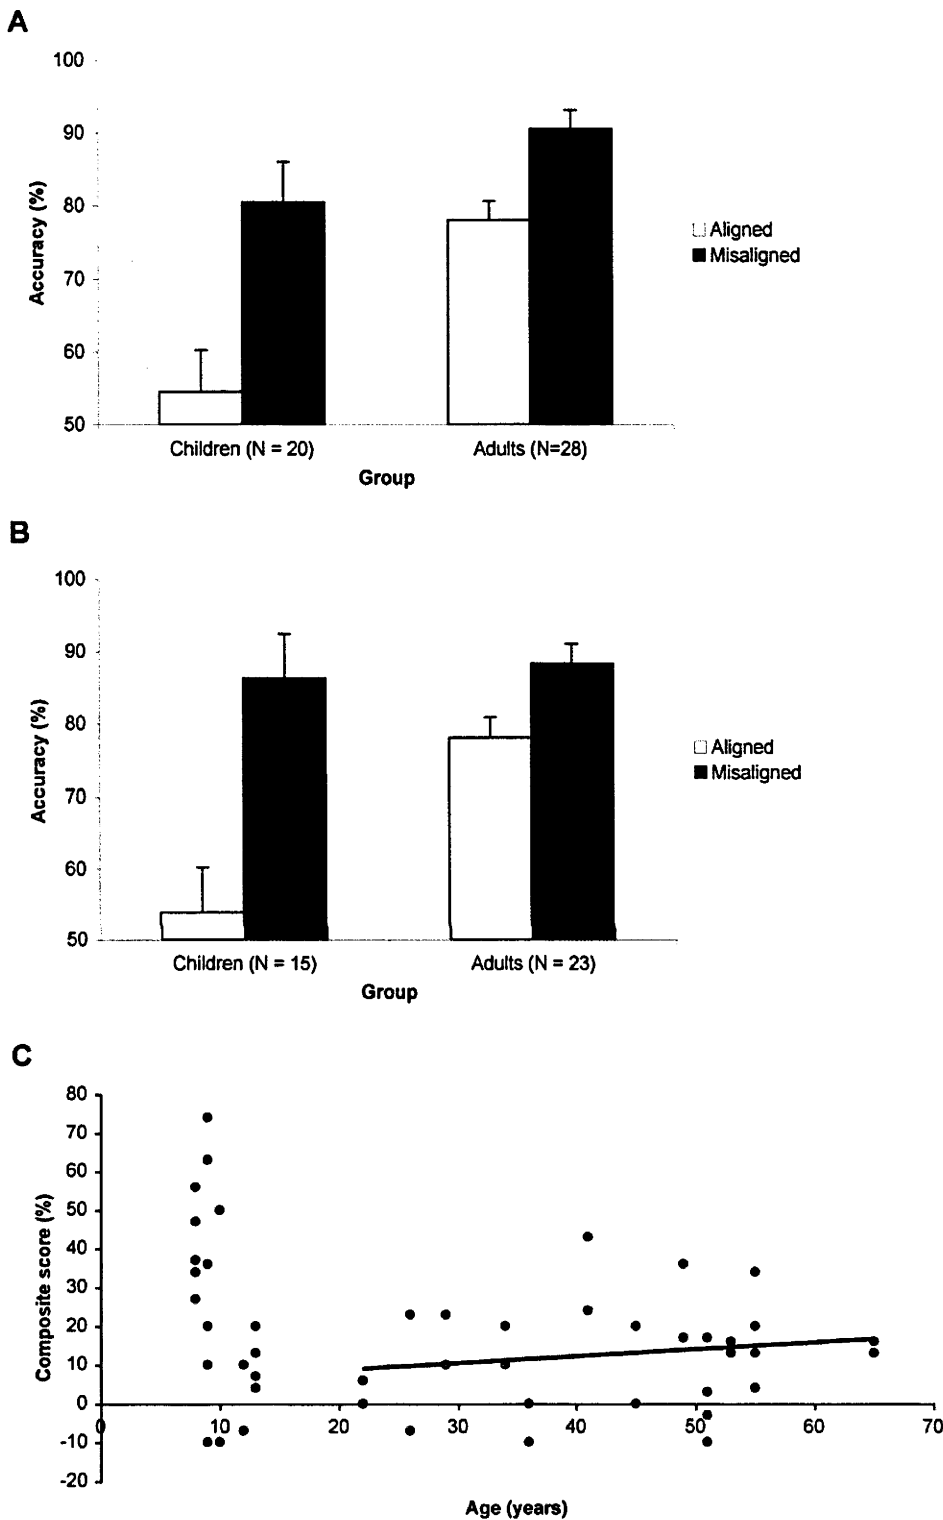 A
100
90
80
70
60
50
Accuracy (%)
Aligned
Misaligned
Children (N = 20) Adults (N=28)
Group
B
100
90
80
70
60
50
Accuracy (%)
Aligned
Misaligned
Children (N = 15) Adults (N = 23)
Group
C
80
70
60
50
40
30
20
10
0
-10
-20
Composite score (%)
0 10 20 30 40 50 60 70
Age (years)